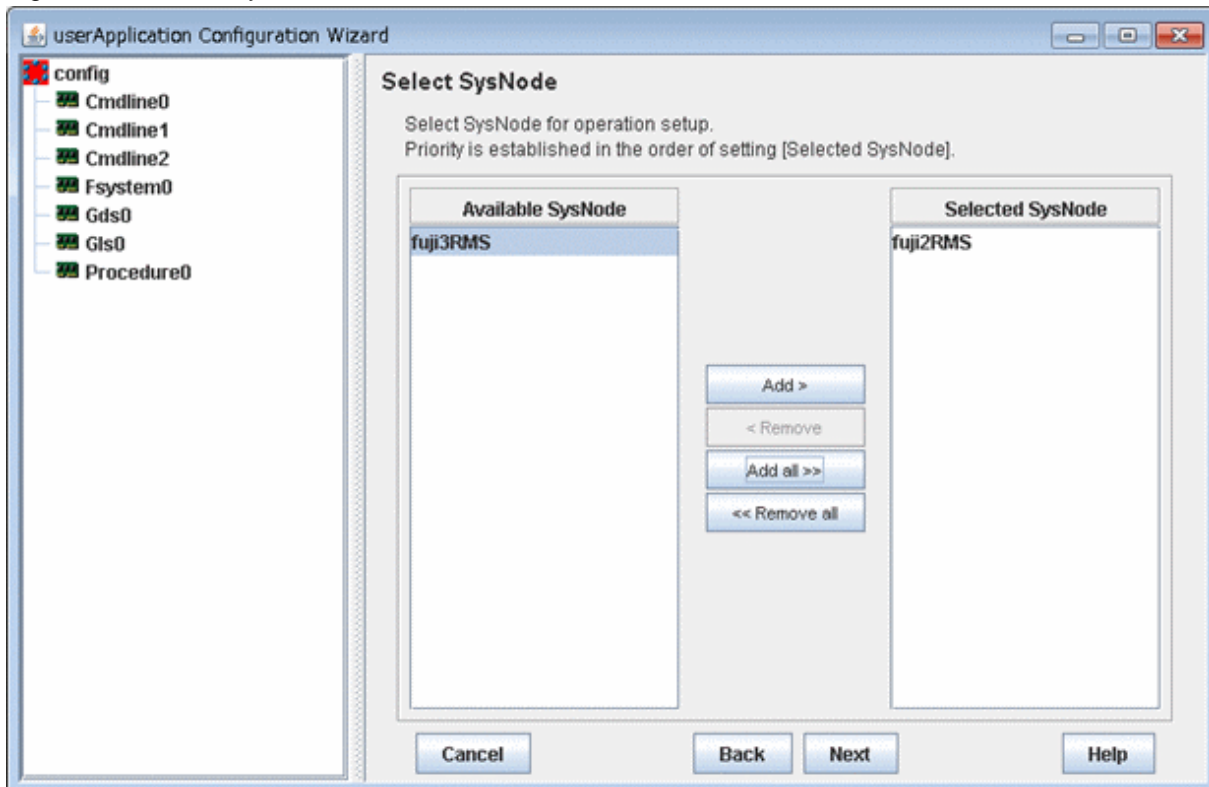 userApplication Configuration Wizard
config
Cmdline0
Cmdline1
Cmdline2
Fsystem0
Gds0
Gls0
Procedure0
Select SysNode
Select SysNode for operation setup.
Priority is established in the order of setting [Selected SysNode].
Available SysNode
fuji3RMS
Add >
< Remove
Add all >>
<< Remove all
Selected SysNode
fuji2RMS
Cancel
Back
Next
Help